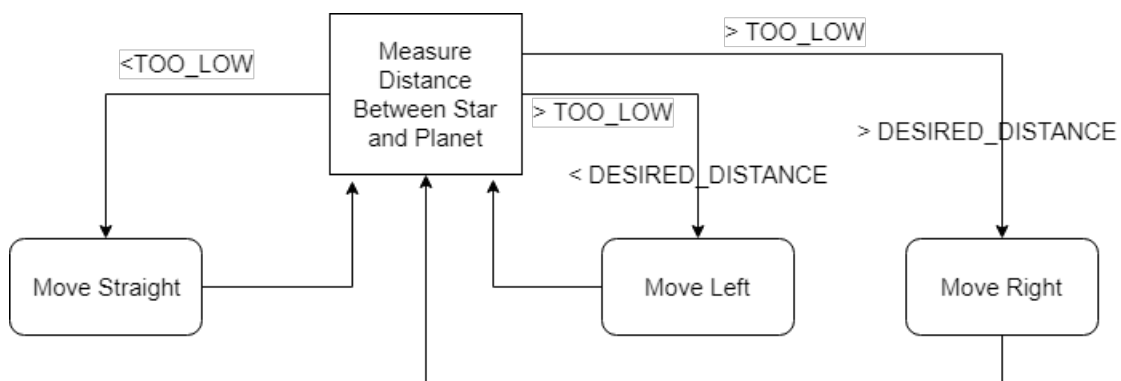 Measure
Distance
Between Star
and Planet
<TOO_LOW
> TOO_LOW
> TOO_LOW
> DESIRED_DISTANCE
< DESIRED_DISTANCE
Move Straight
Move Left
Move Right